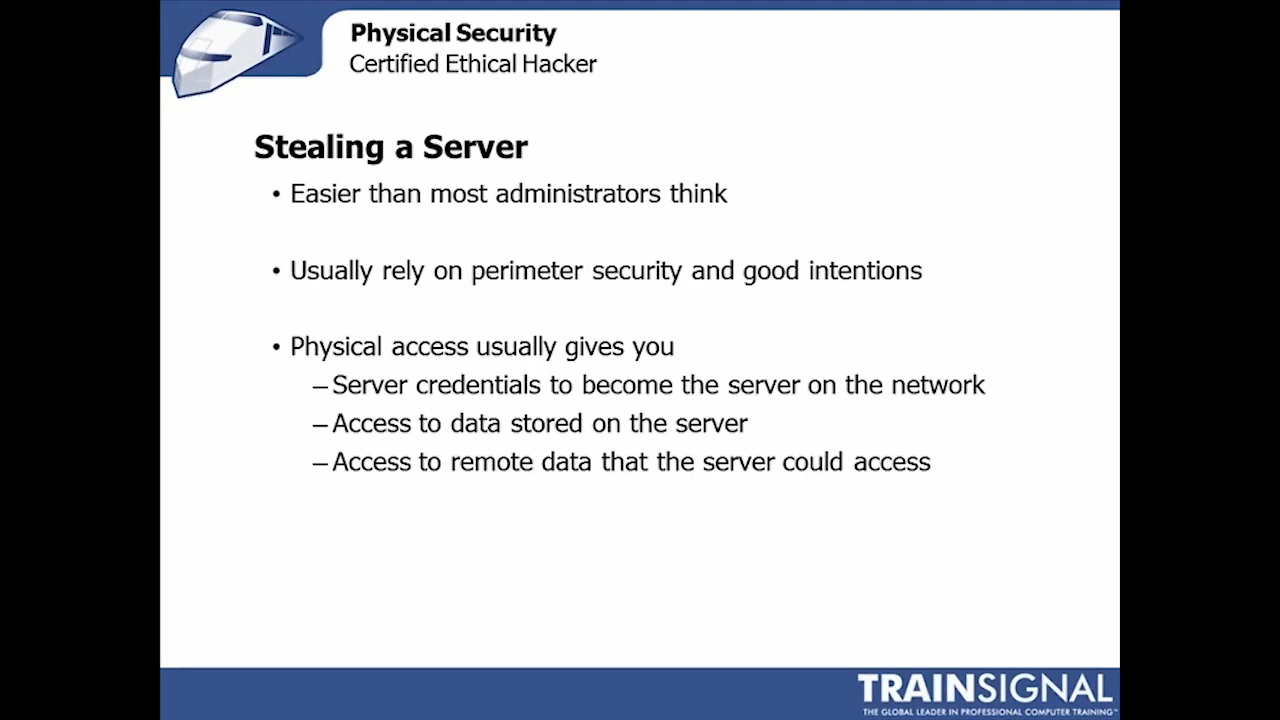 Physical Security
Certified Ethical Hacker
Stealing a Server
• Easier than most administrators think
• Usually rely on perimeter security and good intentions
• Physical access usually gives you
– Server credentials to become the server on the network
– Access to data stored on the server
– Access to remote data that the server could access
TRAINSIGNAL
THE GLOBAL LEADER IN PROFESSIONAL COMPUTER TRAINING™